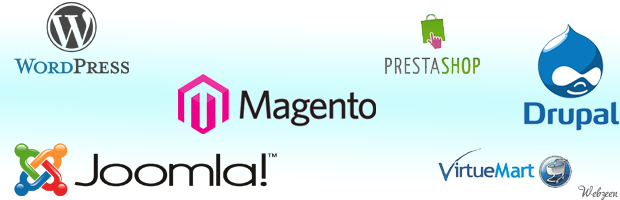 WORDPRESS
PRESTASHOP
Magento
Drupal
Joomla!™
VirtueMart
Webzeen